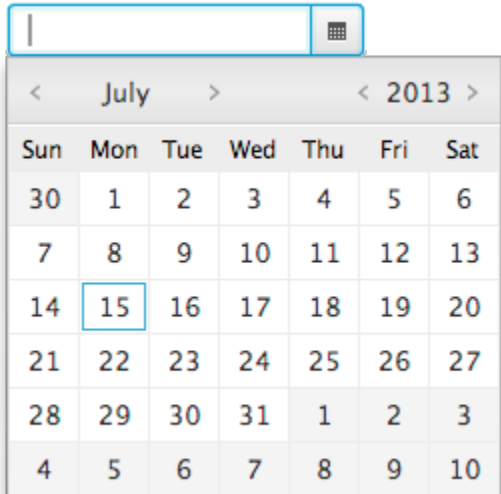 < July > < 2013 >
Sun Mon Tue Wed Thu Fri Sat
30 1 2 3 4 5 6
7 8 9 10 11 12 13
14 15 16 17 18 19 20
21 22 23 24 25 26 27
28 29 30 31 1 2 3
4 5 6 7 8 9 10